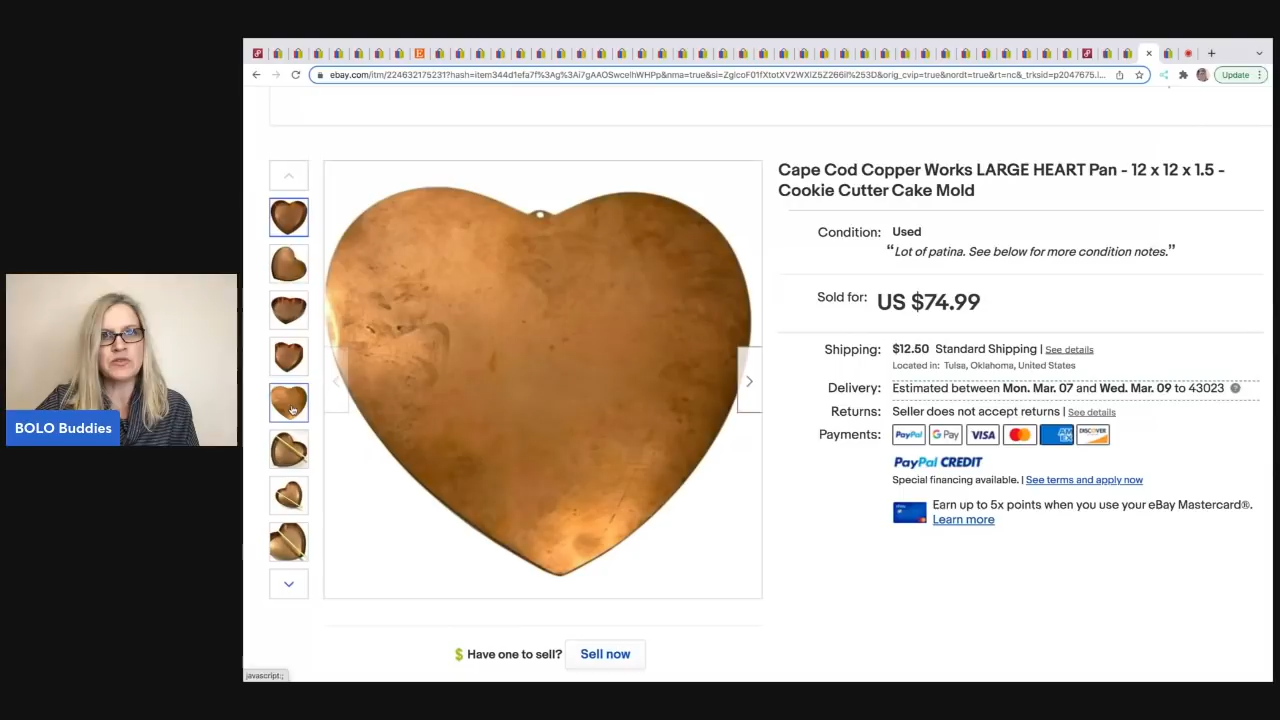 ebay.com/itm/224632175231?hash=item344d1efa7f%3Ag%3Ai7gAAOSwcelhWHPp&nma=true&si=ZglcoF01fXtotXV2WXlZ5Z266il%253D&orig_cvip=true&nordt=true&rt=nc&_trksid=p2047675.l...
Update
Cape Cod Copper Works LARGE HEART Pan - 12 x 12 x 1.5 -
Cookie Cutter Cake Mold
Condition: Used
“Lot of patina. See below for more condition notes.”
Sold for: US $74.99
Shipping: $12.50 Standard Shipping | See details
Located in: Tulsa, Oklahoma, United States
Delivery: Estimated between Mon. Mar. 07 and Wed. Mar. 09 to 43023
Returns: Seller does not accept returns | See details
Payments: PayPal G Pay VISA DISCOVER
PayPal CREDIT
Special financing available. | See terms and apply now
Earn up to 5x points when you use your eBay Mastercard®.
Learn more
BOLO Buddies
Have one to sell? Sell now
javascript:;